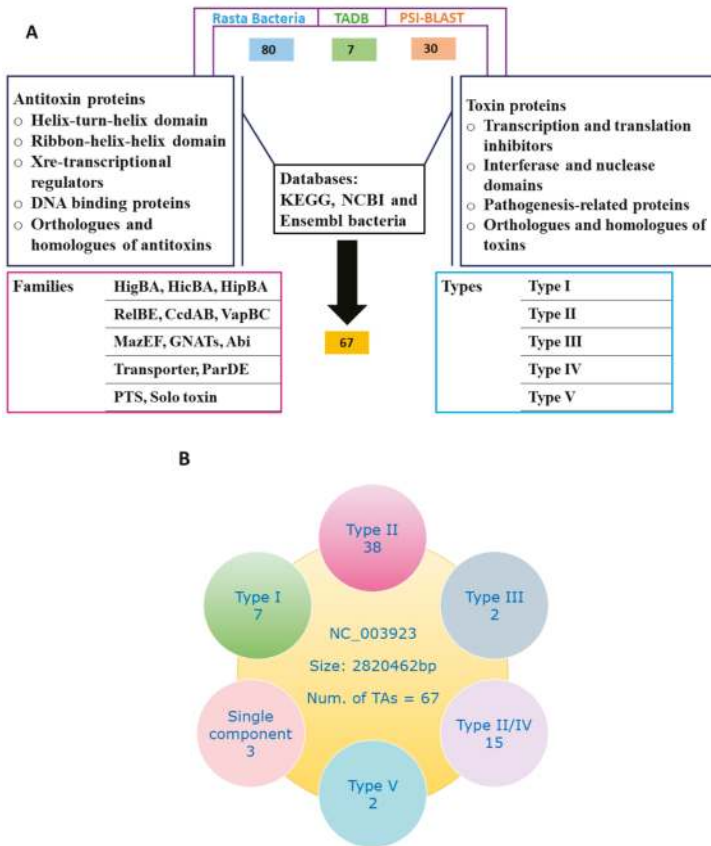 A
Rasta Bacteria TADB PSI-BLAST
80 7 30
Antitoxin proteins
○ Helix-turn-helix domain
○ Ribbon-helix-helix domain
○ Xre-transcriptional
regulators
○ DNA binding proteins
○ Orthologues and
homologues of antitoxins
Databases:
KEGG, NCBI and
Ensembl bacteria
Toxin proteins
○ Transcription and translation
inhibitors
○ Interferase and nuclease
domains
○ Pathogenesis-related proteins
○ Orthologues and homologues of
toxins
Families
HigBA, HicBA, HipBA
RelBE, CcdAB, VapBC
MazEF, GNATs, Abi
Transporter, ParDE
PTS, Solo toxin
67
Types
Type I
Type II
Type III
Type IV
Type V
B
Type II
38
Type I
7
Type III
2
NC_003923
Size: 2820462bp
Num. of TAs = 67
Single
component
3
Type II/IV
15
Type V
2